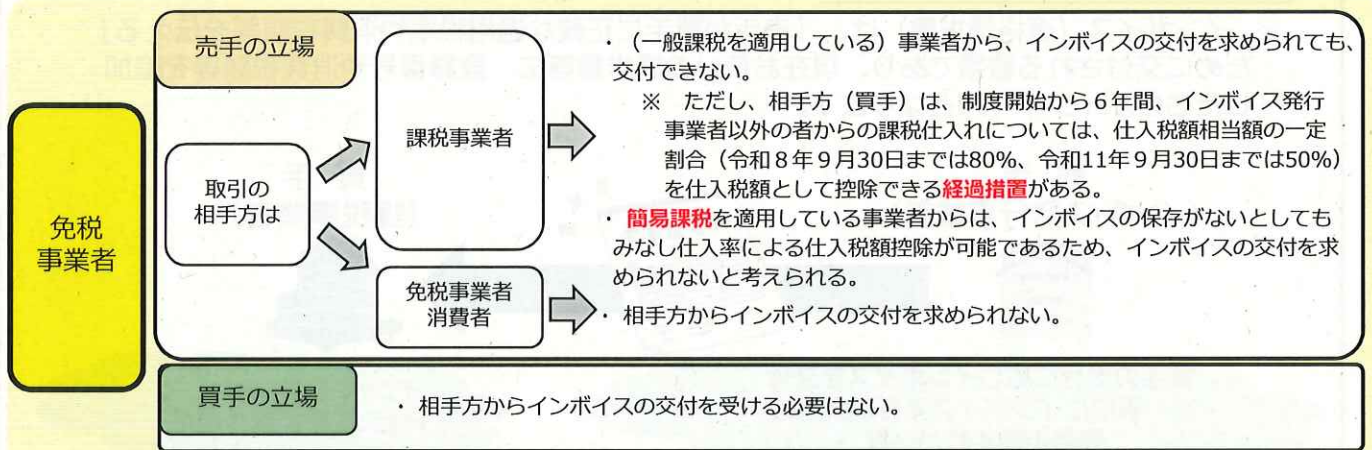 売手の立場
・（一般課税を適用している）事業者から、インボイスの交付を求められても、
交付できない。
※　ただし、相手方（買手）は、制度開始から６年間、インボイス発行
事業者以外の者からの課税仕入れについては、仕入税額相当額の一定
割合（令和８年９月30日までは80%、令和11年９月30日までは50%）
を仕入税額として控除できる経過措置がある。
・簡易課税を適用している事業者からは、インボイスの保存がないとしても
みなし仕入率による仕入税額控除が可能であるため、インボイスの交付を求
められないと考えられる。
課税事業者
取引の
相手方は
免税
事業者
免税事業者
消費者
・相手方からインボイスの交付を求められない。
買手の立場
・相手方からインボイスの交付を受ける必要はない。